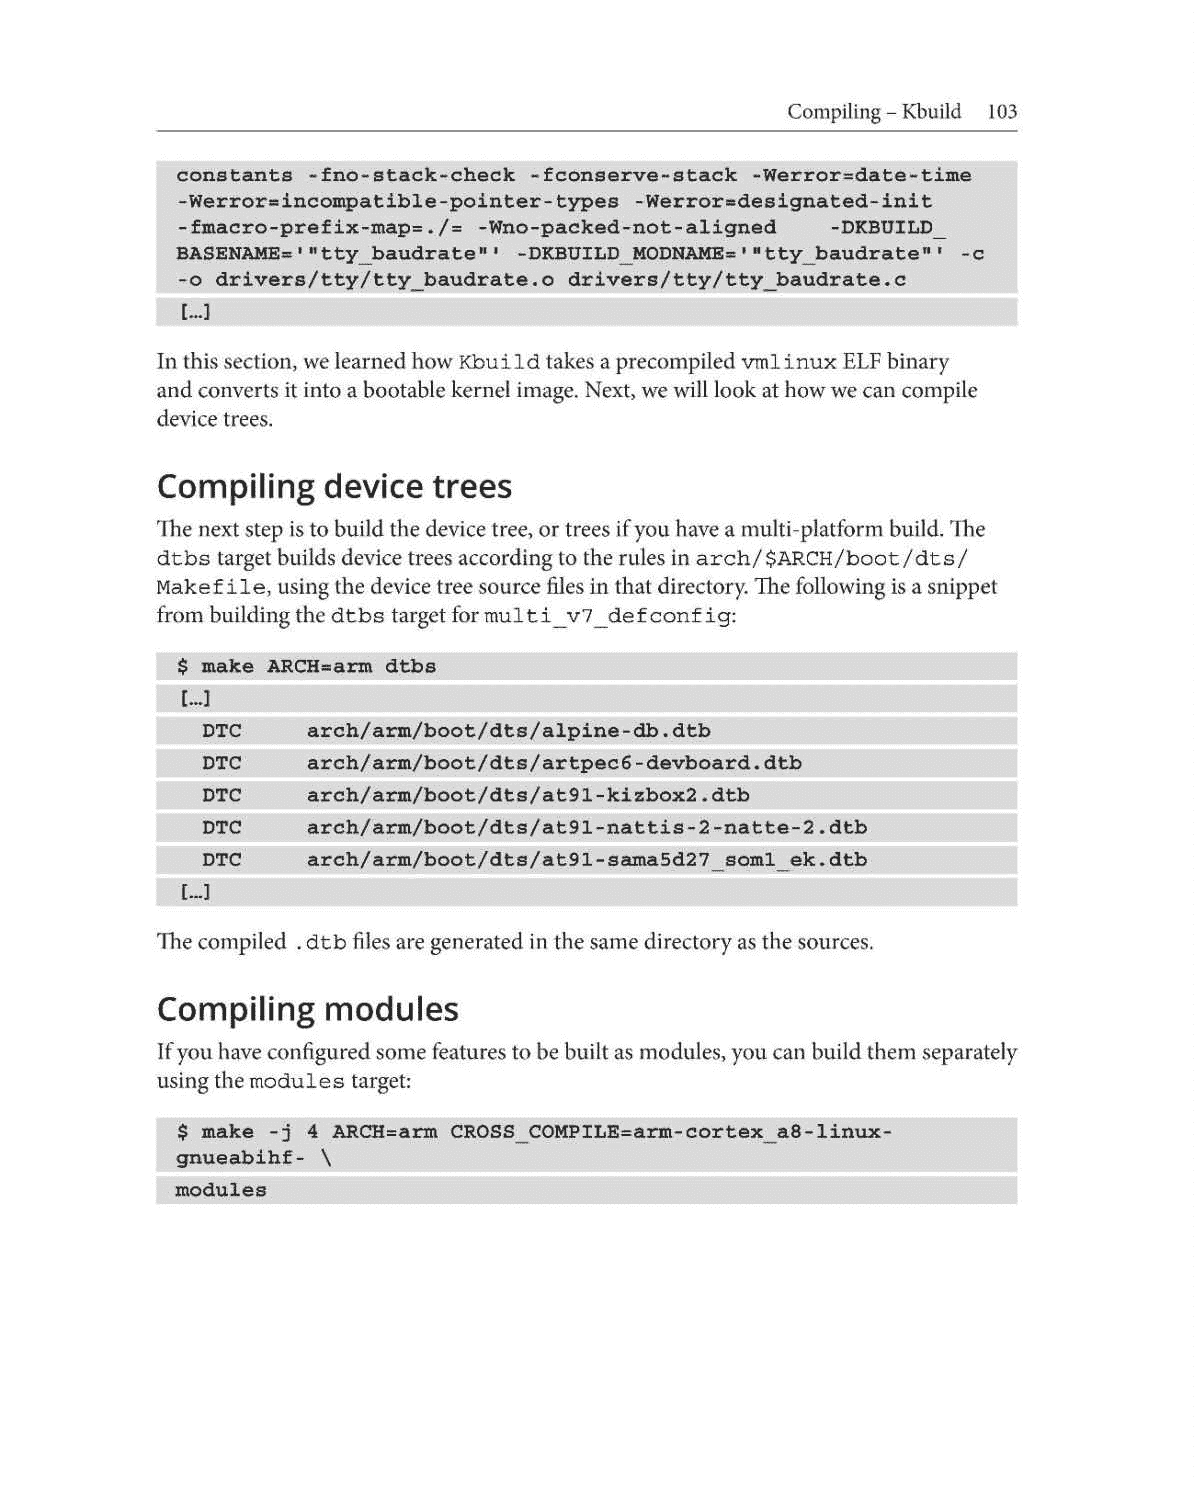 Compiling – Kbuild 103
constants -fno-stack-check -fconserve-stack -Werror=date-time
-Werror=incompatible-pointer-types -Werror=designated-init
-fmacro-prefix-map=./= -Wno-packed-not-aligned    -DKBUILD_
BASENAME='"tty_baudrate"' -DKBUILD_MODNAME='"tty_baudrate"' -c
-o drivers/tty/tty_baudrate.o drivers/tty/tty_baudrate.c
[…]
In this section, we learned how Kbuild takes a precompiled vmlinux ELF binary
and converts it into a bootable kernel image. Next, we will look at how we can compile
device trees.
Compiling device trees
The next step is to build the device tree, or trees if you have a multi-platform build. The
dtbs target builds device trees according to the rules in arch/$ARCH/boot/dts/
Makefile, using the device tree source files in that directory. The following is a snippet
from building the dtbs target for multi_v7_defconfig:
$ make ARCH=arm dtbs
[…]
DTC     arch/arm/boot/dts/alpine-db.dtb
DTC     arch/arm/boot/dts/artpec6-devboard.dtb
DTC     arch/arm/boot/dts/at91-kizbox2.dtb
DTC     arch/arm/boot/dts/at91-nattis-2-natte-2.dtb
DTC     arch/arm/boot/dts/at91-sama5d27_som1_ek.dtb
[…]
The compiled .dtb files are generated in the same directory as the sources.
Compiling modules
If you have configured some features to be built as modules, you can build them separately
using the modules target:
$ make -j 4 ARCH=arm CROSS_COMPILE=arm-cortex_a8-linux-
gnueabihf- \
modules